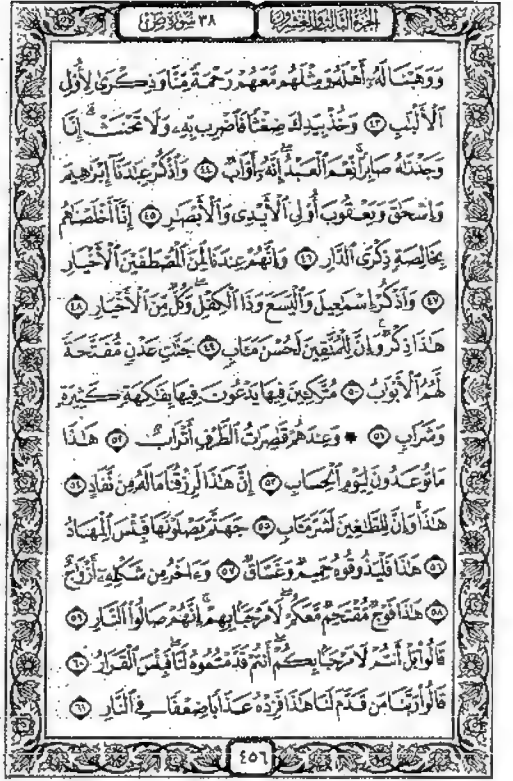 الجزء الثالث والعشرون
٣٨ سورة ص
وَوَهَبْنَا لَهُۥٓ أَهْلَهُۥ وَمِثْلَهُم مَّعَهُمْ رَحْمَةً مِّنَّا وَذِكْرَىٰ لِأُو۟لِى
ٱلْأَلْبَٰبِ ٤٣ وَخُذْ بِيَدِكَ ضِغْثًا فَٱضْرِب بِّهِۦ وَلَا تَحْنَثْ ۗ إِنَّا
وَجَدْنَٰهُ صَابِرًا ۚ نِّعْمَ ٱلْعَبْدُ ۖ إِنَّهُۥٓ أَوَّابٌ ٤٤ وَٱذْكُرْ عِبَٰدَنَآ إِبْرَٰهِيمَ
وَإِسْحَٰقَ وَيَعْقُوبَ أُو۟لِى ٱلْأَيْدِى وَٱلْأَبْصَٰرِ ٤٥ إِنَّآ أَخْلَصْنَٰهُم
بِخَالِصَةٍ ذِكْرَى ٱلدَّارِ ٤٦ وَإِنَّهُمْ عِندَنَا لَمِنَ ٱلْمُصْطَفَيْنَ ٱلْأَخْيَارِ
٤٧ وَٱذْكُرْ إِسْمَٰعِيلَ وَٱلْيَسَعَ وَذَا ٱلْكِفْلِ ۖ وَكُلٌّ مِّنَ ٱلْأَخْيَارِ ٤٨
هَٰذَا ذِكْرٌ ۚ وَإِنَّ لِلْمُتَّقِينَ لَحُسْنَ مَـَٔابٍ ٤٩ جَنَّٰتِ عَدْنٍ مُّفَتَّحَةً
لَّهُمُ ٱلْأَبْوَٰبُ ٥٠ مُتَّكِـِٔينَ فِيهَا يَدْعُونَ فِيهَا بِفَٰكِهَةٍ كَثِيرَةٍ
وَشَرَابٍ ٥١ ۞ وَعِندَهُمْ قَٰصِرَٰتُ ٱلطَّرْفِ أَتْرَابٌ ٥٢ هَٰذَا
مَا تُوعَدُونَ لِيَوْمِ ٱلْحِسَابِ ٥٣ إِنَّ هَٰذَا لَرِزْقُنَا مَا لَهُۥ مِن نَّفَادٍ ٥٤
هَٰذَا ۚ وَإِنَّ لِلطَّٰغِينَ لَشَرَّ مَـَٔابٍ ٥٥ جَهَنَّمَ يَصْلَوْنَهَا فَبِئْسَ ٱلْمِهَادُ
٥٦ هَٰذَا فَلْيَذُوقُوهُ حَمِيمٌ وَغَسَّاقٌ ٥٧ وَءَاخَرُ مِن شَكْلِهِۦٓ أَزْوَٰجٌ
٥٨ هَٰذَا فَوْجٌ مُّقْتَحِمٌ مَّعَكُمْ ۖ لَا مَرْحَبًۢا بِهِمْ ۚ إِنَّهُمْ صَالُوا۟ ٱلنَّارِ ٥٩
قَالُوا۟ بَلْ أَنتُمْ لَا مَرْحَبًۢا بِكُمْ ۖ أَنتُمْ قَدَّمْتُمُوهُ لَنَا ۖ فَبِئْسَ ٱلْقَرَارُ ٦٠
قَالُوا۟ رَبَّنَا مَن قَدَّمَ لَنَا هَٰذَا فَزِدْهُ عَذَابًا ضِعْفًا فِى ٱلنَّارِ ٦١
٤٥٦